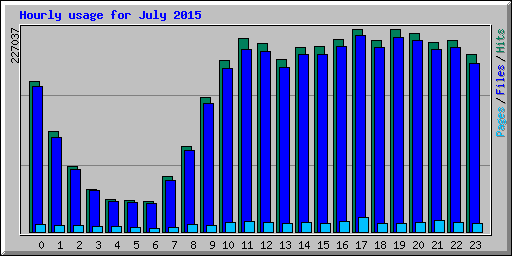 Hourly usage for July 2015
227037
Pages / Files / Hits
0 1 2 3 4 5 6 7 8 9 10 11 12 13 14 15 16 17 18 19 20 21 22 23